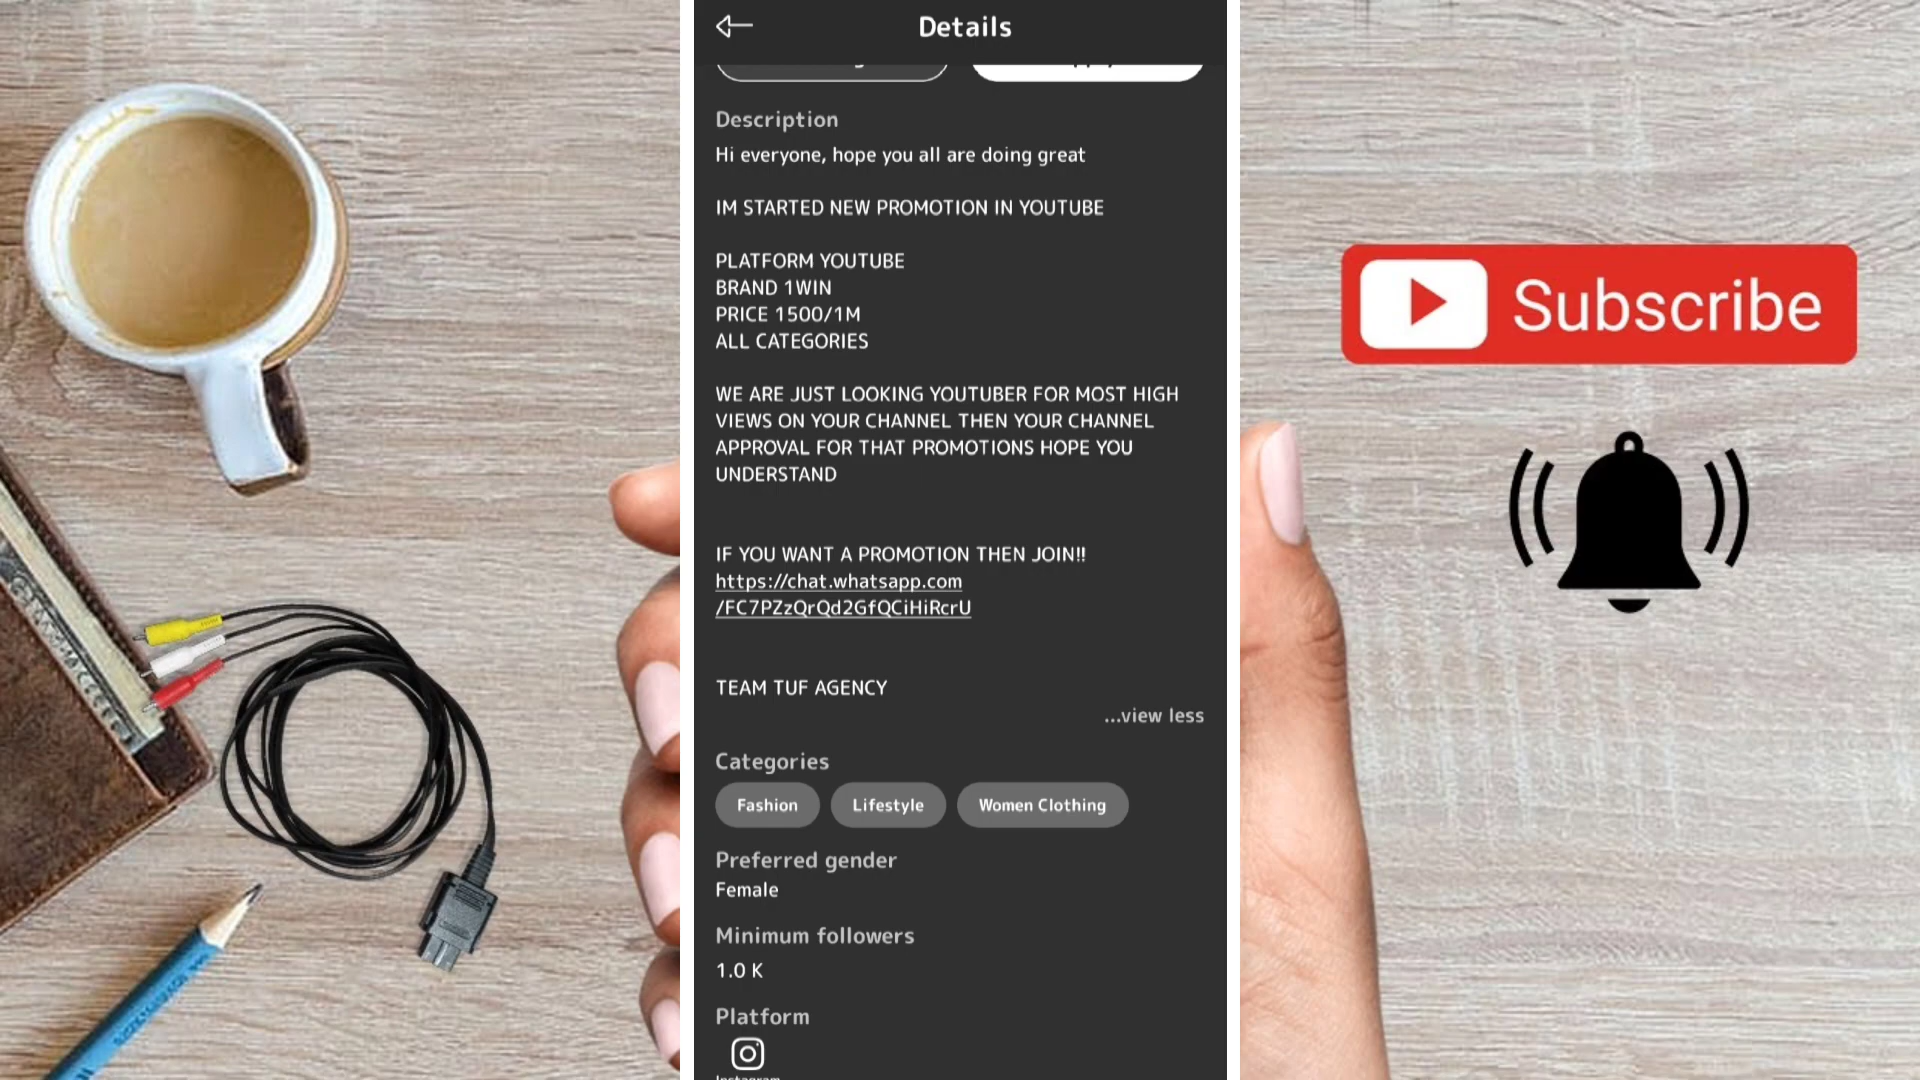 Details
Description
Hi everyone, hope you all are doing great
IM STARTED NEW PROMOTION IN YOUTUBE
PLATFORM YOUTUBE
BRAND 1WIN
PRICE 1500/1M
ALL CATEGORIES
WE ARE JUST LOOKING YOUTUBER FOR MOST HIGH
VIEWS ON YOUR CHANNEL THEN YOUR CHANNEL
APPROVAL FOR THAT PROMOTIONS HOPE YOU
UNDERSTAND
IF YOU WANT A PROMOTION THEN JOIN!!
https://chat.whatsapp.com
/FC7PZzQrQd2GfQCiHiRcrU
TEAM TUF AGENCY
...view less
Categories
Fashion Lifestyle Women Clothing
Preferred gender
Female
Minimum followers
1.0 K
Platform
Subscribe